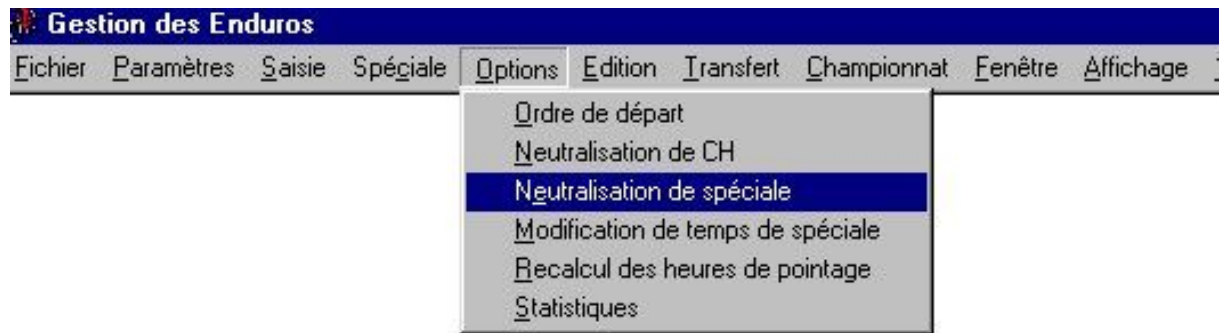 Gestion des Enduros
Fichier Paramètres Saisie Spéciale Options Edition Transfert Championnat Fenêtre Affichage
Ordre de départ
Neutralisation de CH
Neutralisation de spéciale
Modification de temps de spéciale
Recalcul des heures de pointage
Statistiques